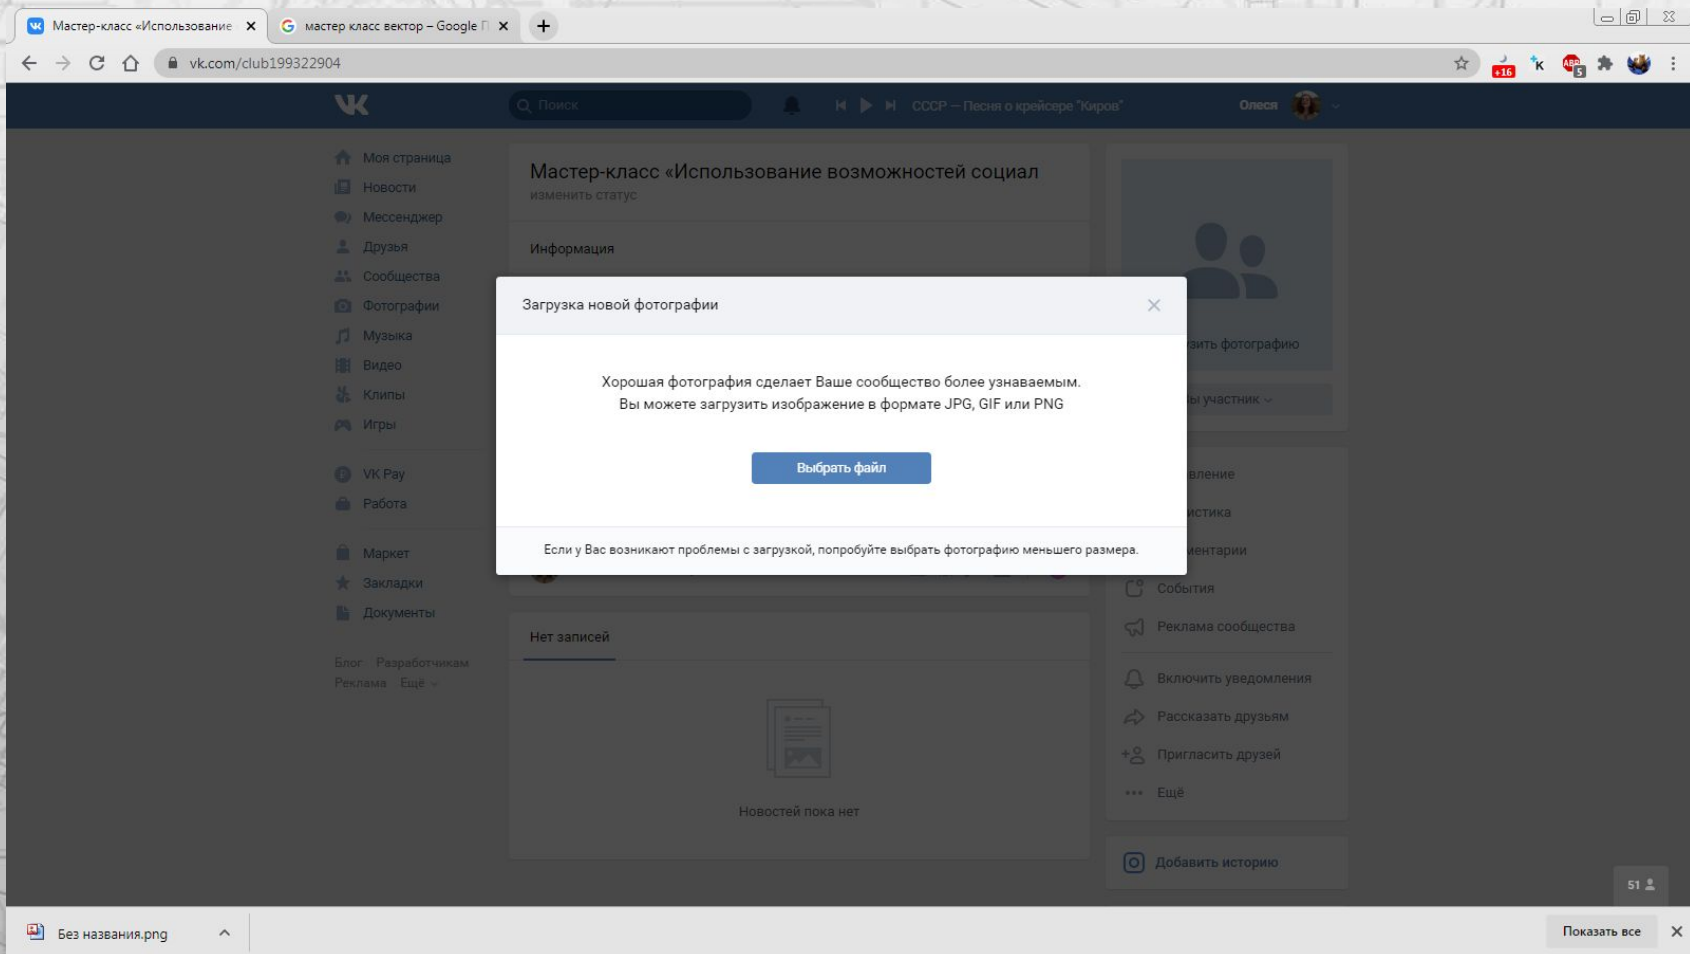 Мастер-класс «Использование
мастер класс вектор – Google П
vk.com/club199322904
+16
K
ABP
5
Поиск
СССР – Песня о крейсере "Киров"
Олеся
Моя страница
Новости
Мессенджер
Друзья
Сообщества
Фотографии
Музыка
Видео
Клипы
Игры
VK Pay
Работа
Маркет
Закладки
Документы
Блог Разработчикам
Реклама Ещё
Мастер-класс «Использование возможностей социал
изменить статус
Информация
Загрузка новой фотографии
Хорошая фотография сделает Ваше сообщество более узнаваемым.
Вы можете загрузить изображение в формате JPG, GIF или PNG
Выбрать файл
Если у Вас возникают проблемы с загрузкой, попробуйте выбрать фотографию меньшего размера.
Нет записей
Новостей пока нет
зить фотографию
ы участник
вление
истика
ментарии
События
Реклама сообщества
Включить уведомления
Рассказать друзьям
Пригласить друзей
Ещё
Добавить историю
51
Без названия.png
Показать все